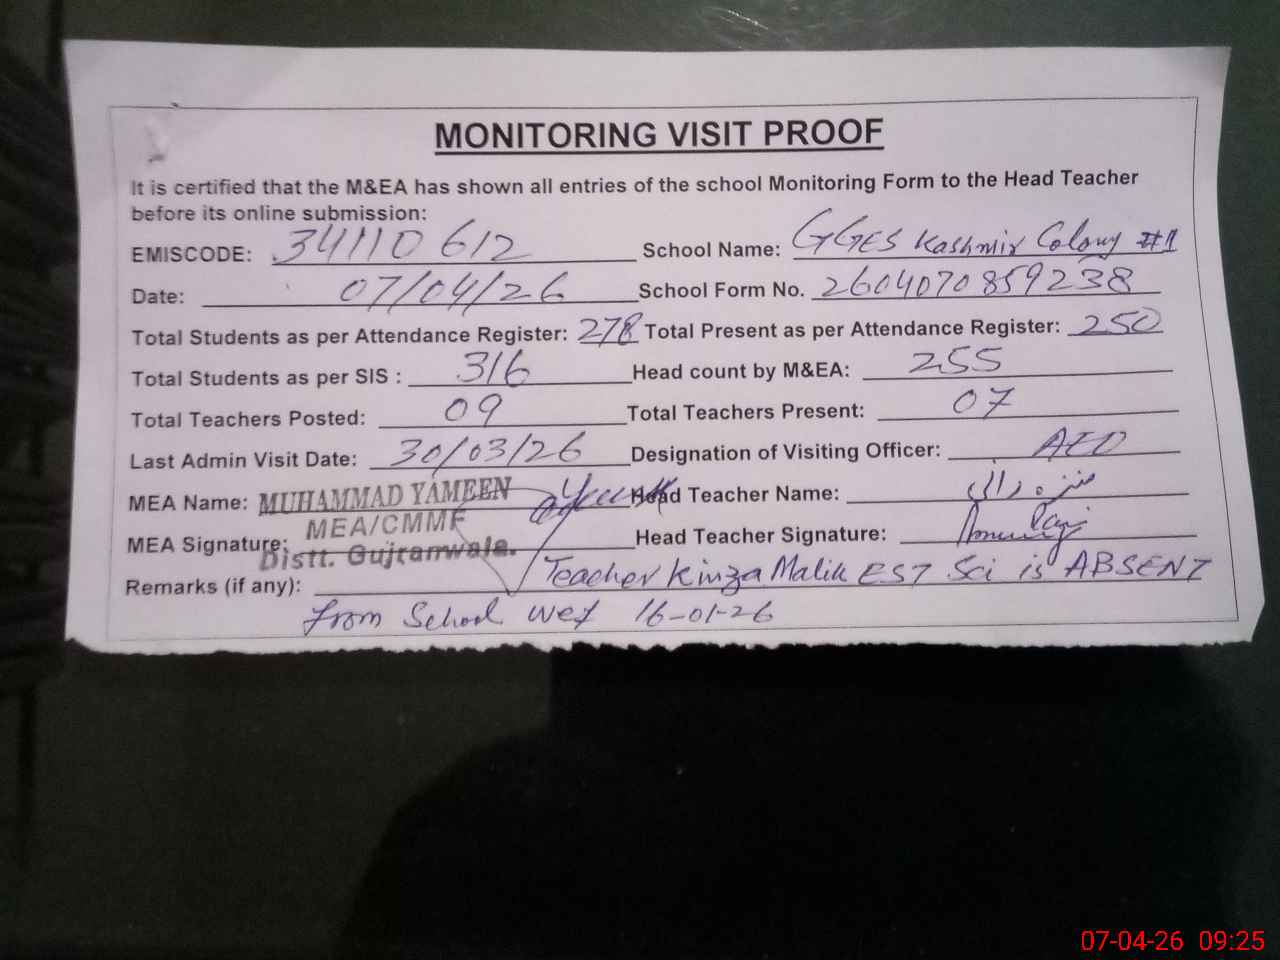 MONITORING VISIT PROOF
It is certified that the M&EA has shown all entries of the school Monitoring Form to the Head Teacher
before its online submission:
EMISCODE: 34110612 School Name: GGES Kashmir Colony #1
Date: 07/04/26 School Form No. 2604070859238
Total Students as per Attendance Register: 278 Total Present as per Attendance Register: 250
Total Students as per SIS : 316 Head count by M&EA: 255
Total Teachers Posted: 09 Total Teachers Present: 07
Last Admin Visit Date: 30/03/26 Designation of Visiting Officer: AEO
MEA Name: MUHAMMAD YAMEEN Head Teacher Name:
MEA/CMMF
MEA Signature: Head Teacher Signature:
Distt. Gujranwala.
Remarks (if any): Teacher Kinza Malik EST Sci is ABSENT
from School wef 16-01-26
07-04-26 09:25